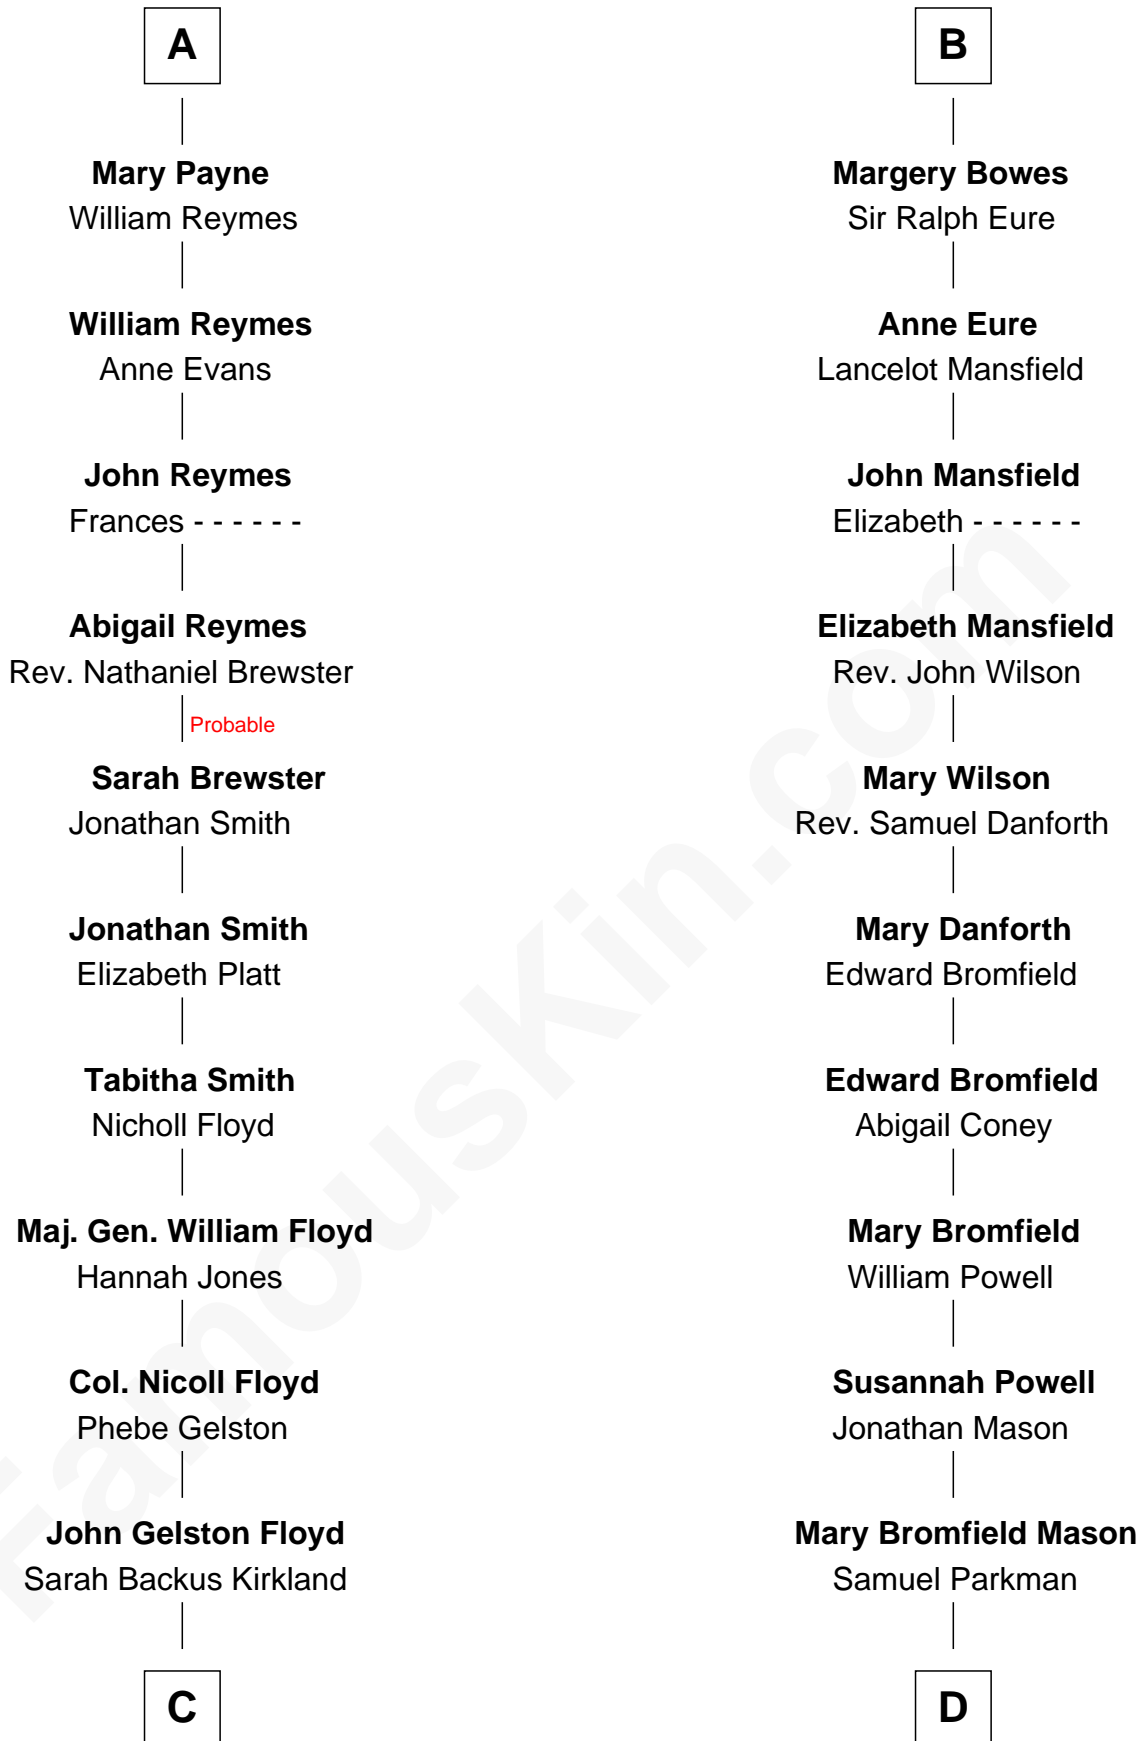 A
Mary Payne
William Reymes
William Reymes
Anne Evans
John Reymes
Frances - - - - - -
Abigail Reymes
Rev. Nathaniel Brewster
Probable
Sarah Brewster
Jonathan Smith
Jonathan Smith
Elizabeth Platt
Tabitha Smith
Nicholl Floyd
Maj. Gen. William Floyd
Hannah Jones
Col. Nicoll Floyd
Phebe Gelston
John Gelston Floyd
Sarah Backus Kirkland
C
B
Margery Bowes
Sir Ralph Eure
Anne Eure
Lancelot Mansfield
John Mansfield
Elizabeth - - - - - -
Elizabeth Mansfield
Rev. John Wilson
Mary Wilson
Rev. Samuel Danforth
Mary Danforth
Edward Bromfield
Edward Bromfield
Abigail Coney
Mary Bromfield
William Powell
Susannah Powell
Jonathan Mason
Mary Bromfield Mason
Samuel Parkman
D
FamousKin.com